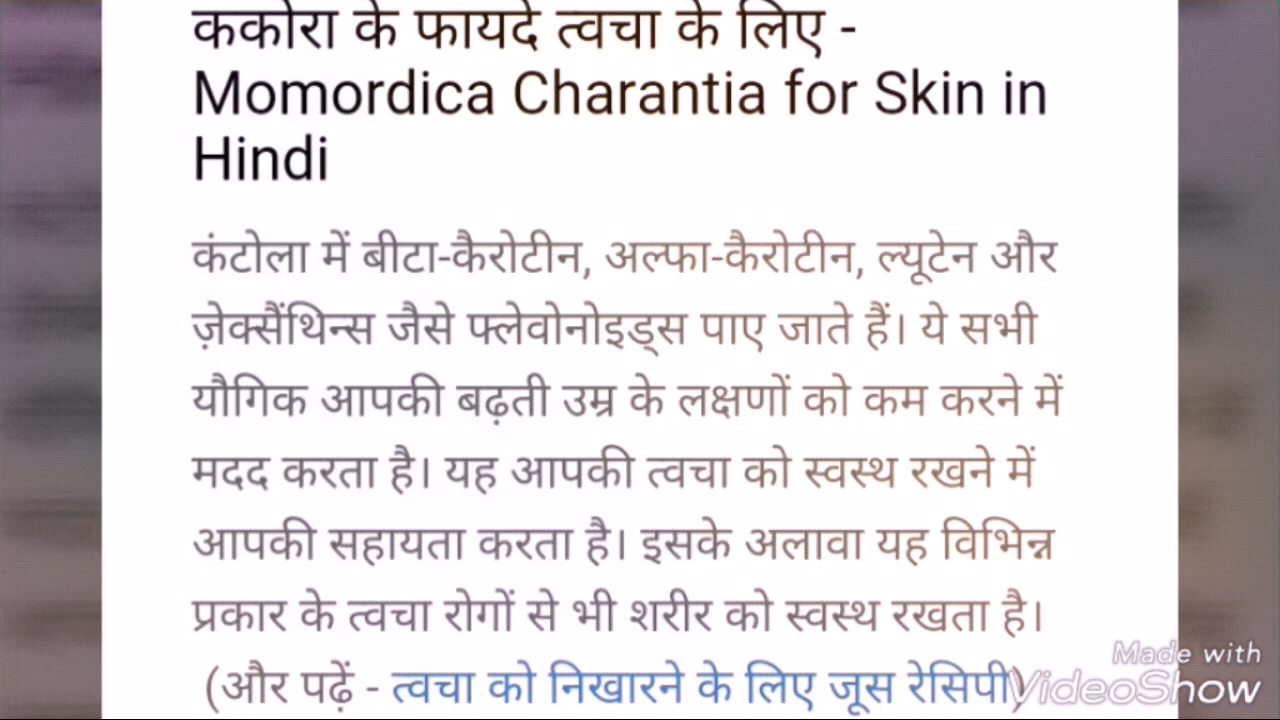 ककोरा के फायदे त्वचा के लिए -
Momordica Charantia for Skin in
Hindi
कंटोला में बीटा-कैरोटीन, अल्फा-कैरोटीन, ल्यूटेन और
ज़ेक्सैंथिन्स जैसे फ्लेवोनोइड्स पाए जाते हैं। ये सभी
यौगिक आपकी बढ़ती उम्र के लक्षणों को कम करने में
मदद करता है। यह आपकी त्वचा को स्वस्थ रखने में
आपकी सहायता करता है। इसके अलावा यह विभिन्न
प्रकार के त्वचा रोगों से भी शरीर को स्वस्थ रखता है।
(और पढ़ें - त्वचा को निखारने के लिए जूस रेसिपी)
Made with
VideoShow